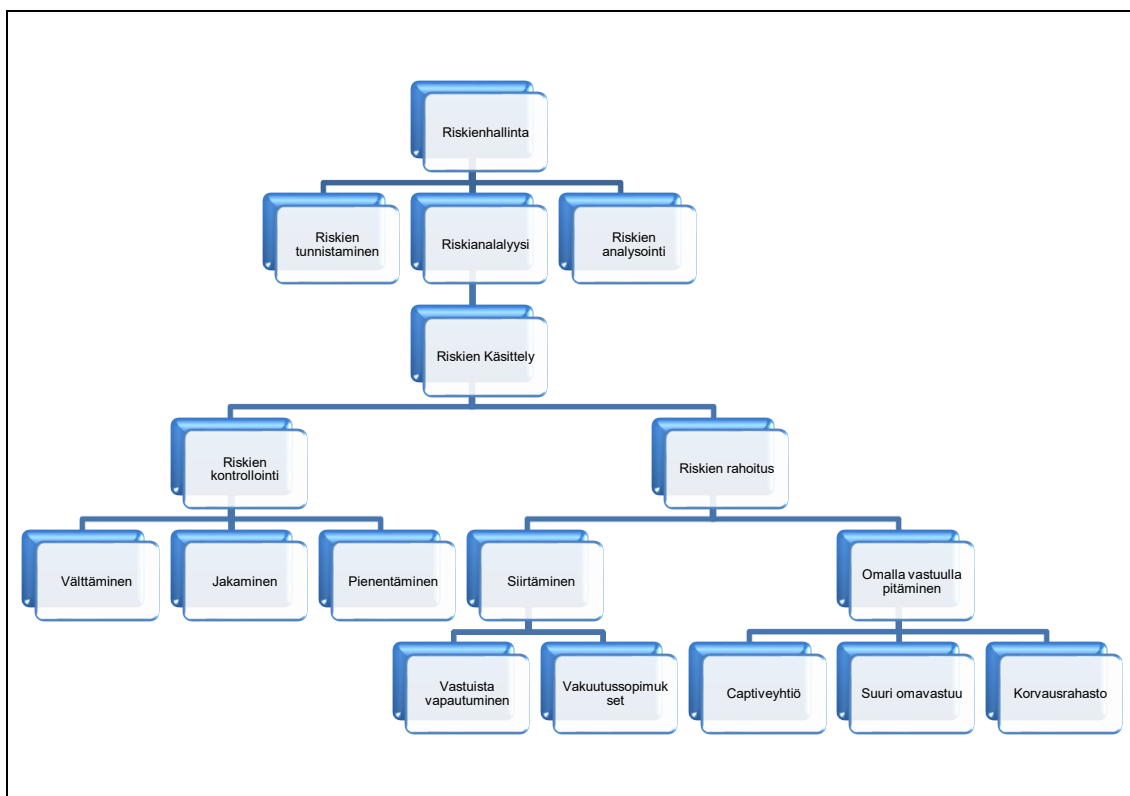 Riskienhallinta
Riskien
tunnistaminen
Riskianalalyysi
Riskien
analysointi
Riskien Käsittely
Riskien
kontrollointi
Riskien rahoitus
Välttäminen
Jakaminen
Pienentäminen
Siirtäminen
Omalla vastuulla
pitäminen
Vastuista
vapautuminen
Vakuutussopimuk
set
Captiveyhtiö
Suuri omavastuu
Korvausrahasto